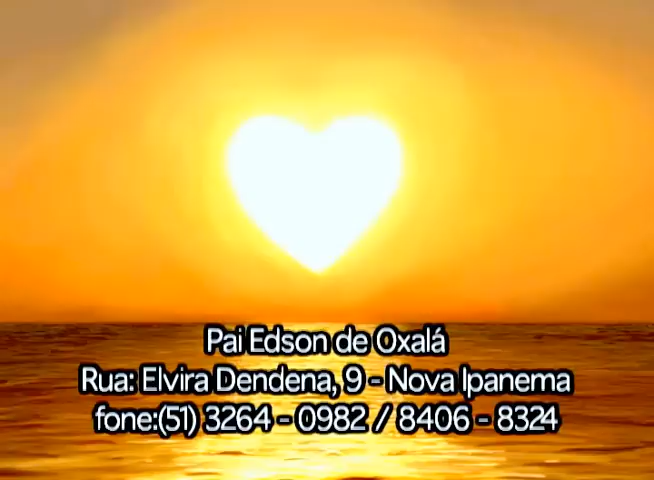 Pai Edson de Oxalá
Rua: Elvira Dendena, 9 - Nova Ipanema
fone:(51) 3264 - 0982 / 8406 - 8324